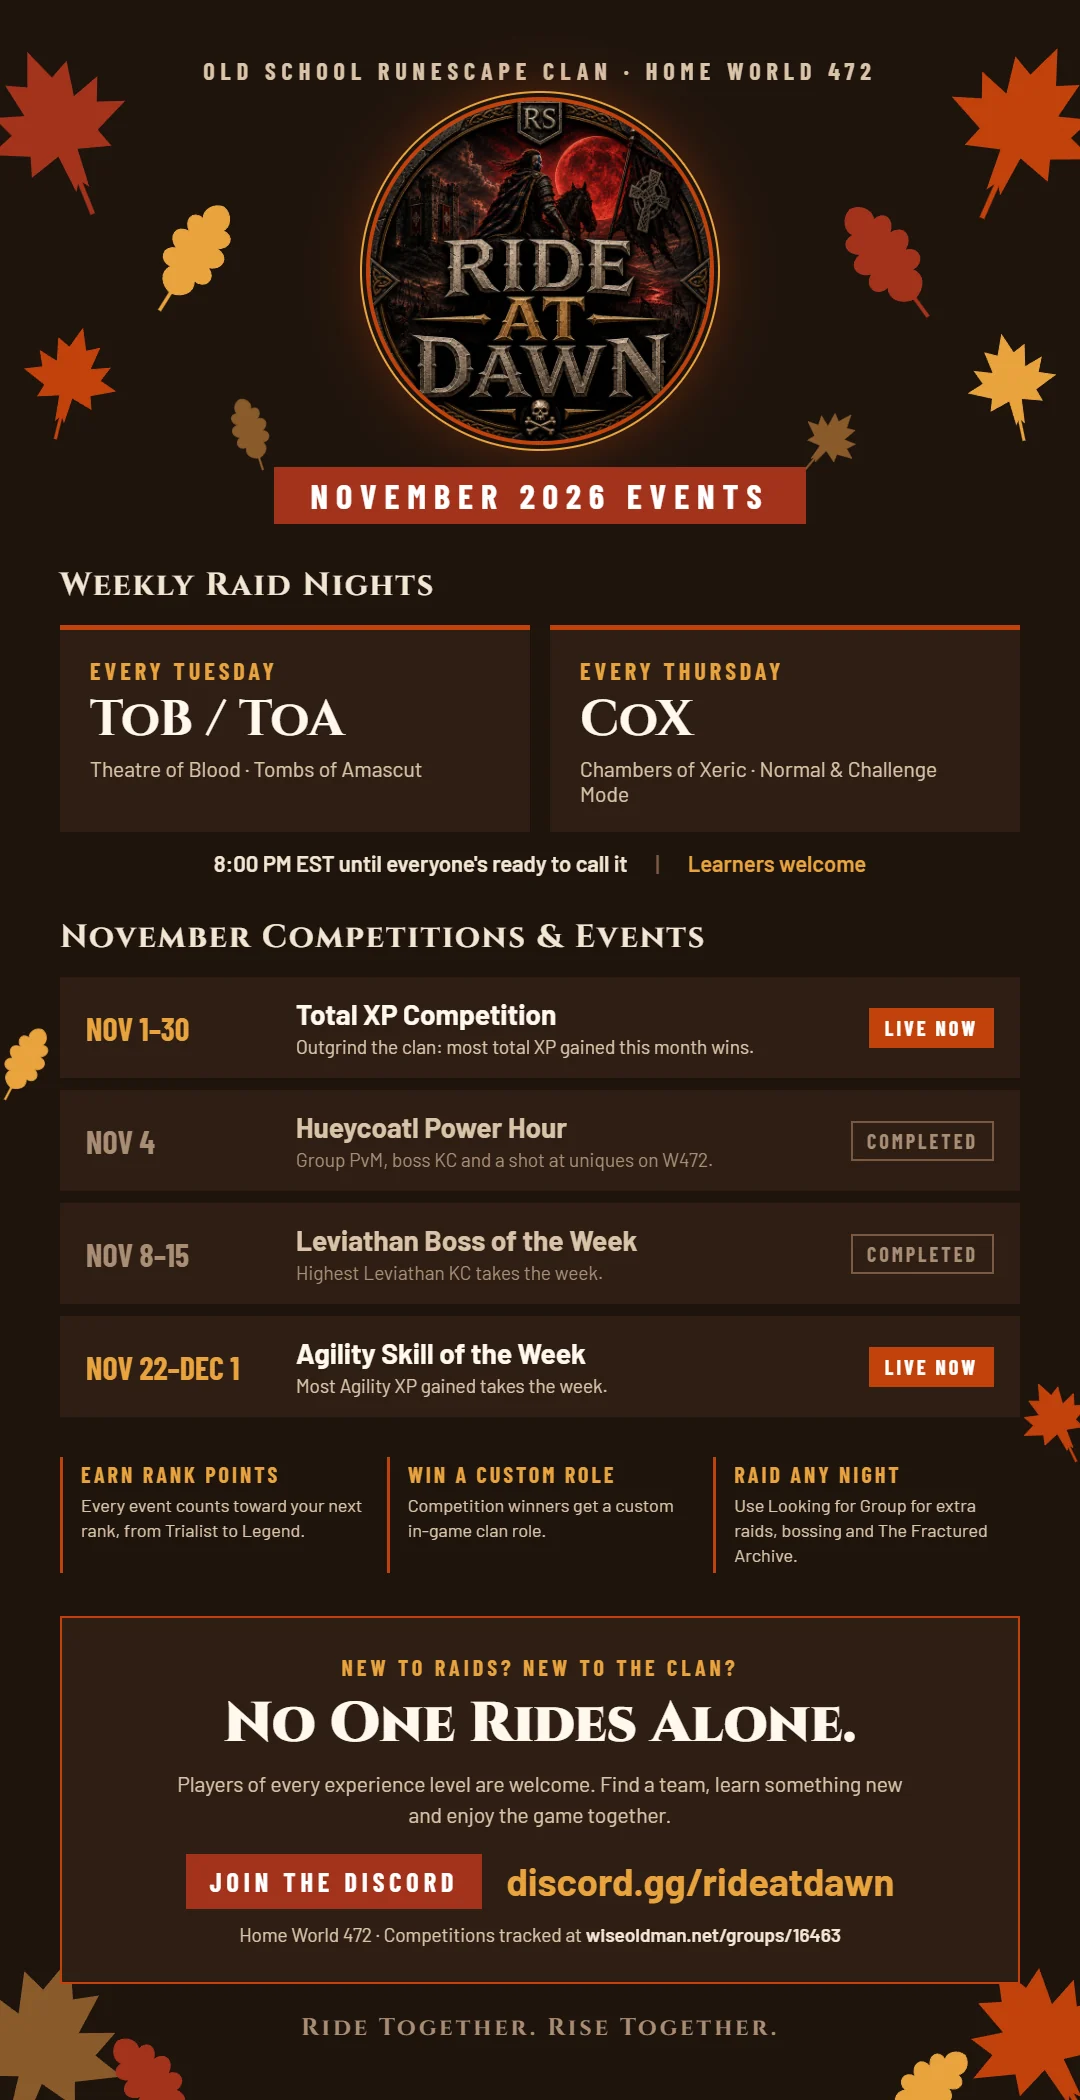 OLD SCHOOL RUNESCAPE CLAN · HOME WORLD 472
RS
RIDE
AT
DAWN
NOVEMBER 2026 EVENTS
Weekly Raid Nights
EVERY TUESDAY
ToB / ToA
Theatre of Blood · Tombs of Amascut
EVERY THURSDAY
CoX
Chambers of Xeric · Normal & Challenge
Mode
8:00 PM EST until everyone's ready to call it | Learners welcome
November Competitions & Events
NOV 1–30
Total XP Competition
Outgrind the clan: most total XP gained this month wins.
LIVE NOW
NOV 4
Hueycoatl Power Hour
Group PvM, boss KC and a shot at uniques on W472.
COMPLETED
NOV 8–15
Leviathan Boss of the Week
Highest Leviathan KC takes the week.
COMPLETED
NOV 22–DEC 1
Agility Skill of the Week
Most Agility XP gained takes the week.
LIVE NOW
EARN RANK POINTS
Every event counts toward your next
rank, from Trialist to Legend.
WIN A CUSTOM ROLE
Competition winners get a custom
in-game clan role.
RAID ANY NIGHT
Use Looking for Group for extra
raids, bossing and The Fractured
Archive.
NEW TO RAIDS? NEW TO THE CLAN?
No One Rides Alone.
Players of every experience level are welcome. Find a team, learn something new
and enjoy the game together.
JOIN THE DISCORD
discord.gg/rideatdawn
Home World 472 · Competitions tracked at wiseoldman.net/groups/16463
Ride Together. Rise Together.